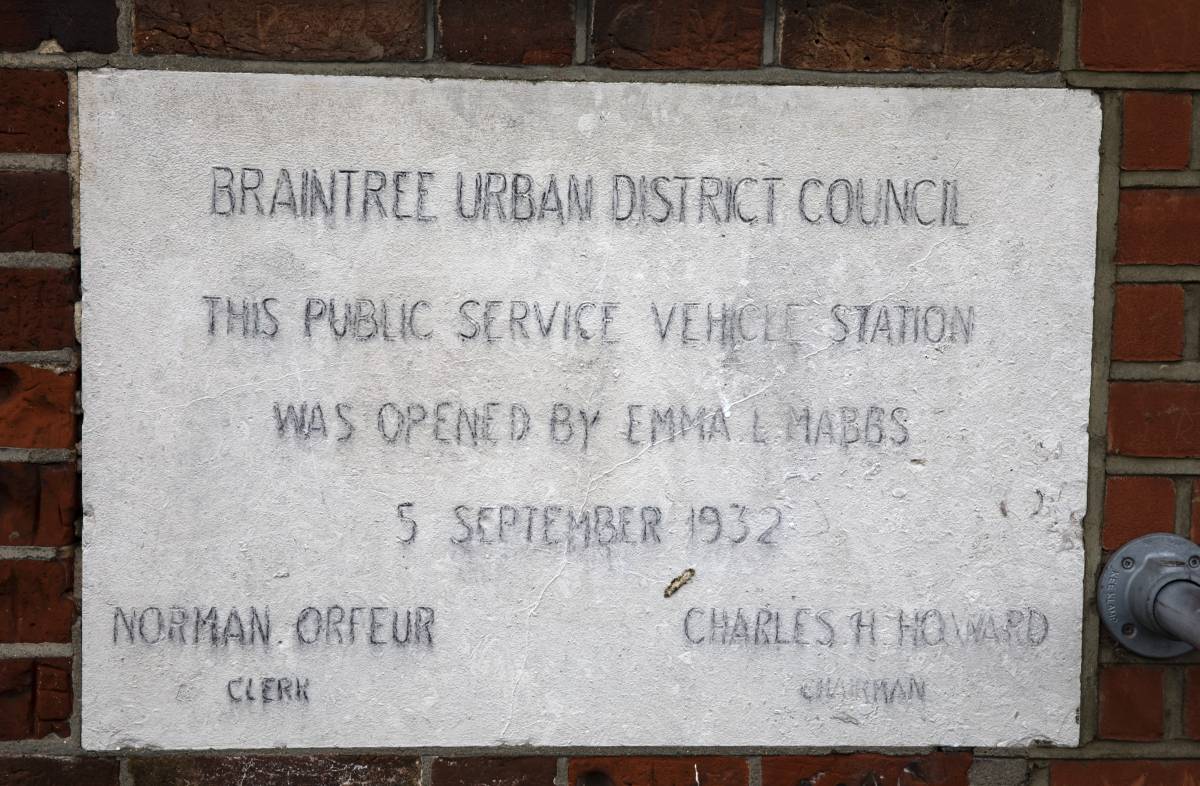 BRAINTREE URBAN DISTRICT COUNCIL
THIS PUBLIC SERVICE VEHICLE STATION
WAS OPENED BY EMMA L MABBS
5 SEPTEMBER 1932
NORMAN. ORFEUR CHARLES H HOWARD
CLERK CHAIRMAN